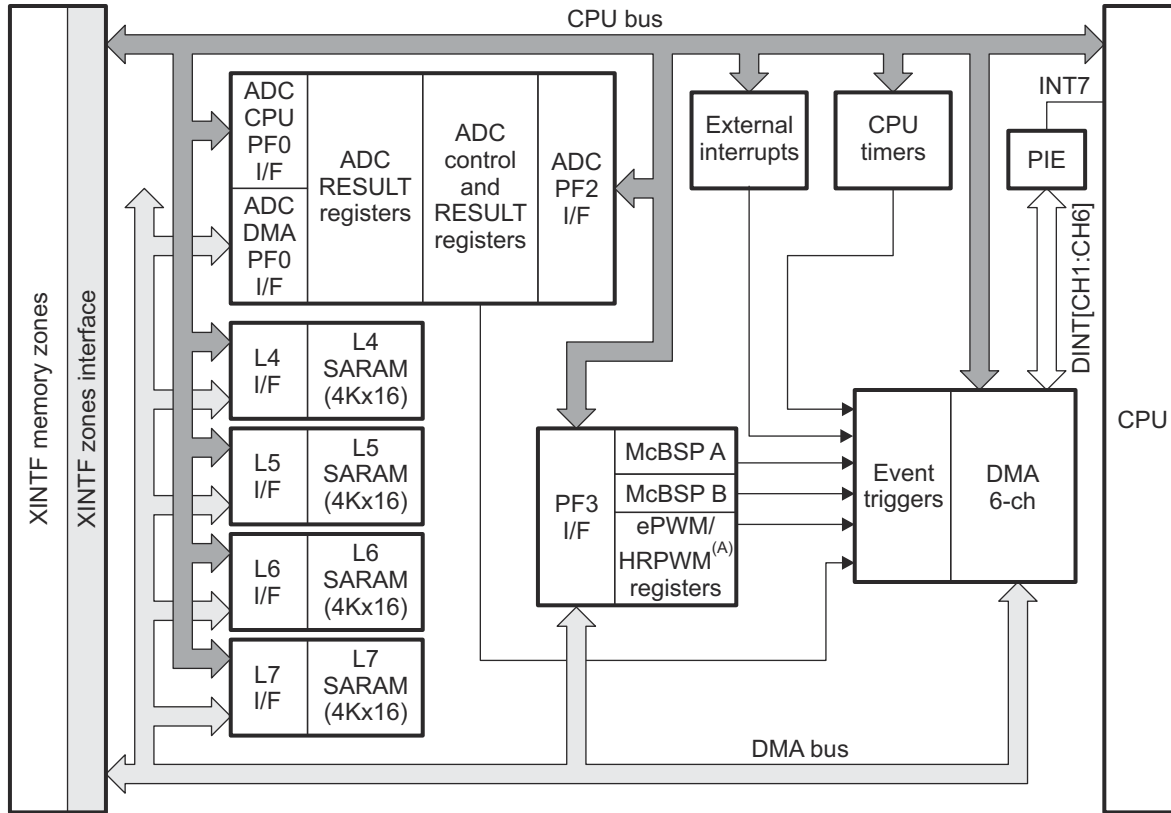 CPU bus
INT7
ADC
CPU
PF0
I/F
ADC
RESULT
registers
ADC
control
and
RESULT
registers
ADC
PF2
I/F
External
interrupts
CPU
timers
PIE
ADC
DMA
PF0
I/F
DINT[CH1:CH6]
XINTF memory zones
XINTF zones interface
L4
I/F
L4
SARAM
(4Kx16)
L5
I/F
L5
SARAM
(4Kx16)
L6
I/F
L6
SARAM
(4Kx16)
L7
I/F
L7
SARAM
(4Kx16)
PF3
I/F
McBSP A
McBSP B
ePWM/
HRPWM(A)
registers
Event
triggers
DMA
6-ch
CPU
DMA bus